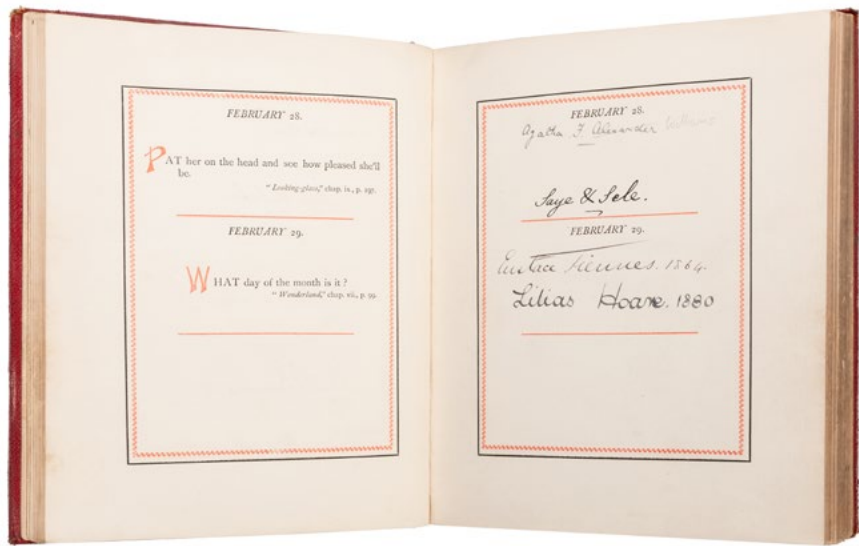 FEBRUARY 28.
PAT her on the head and see how pleased she'll
be.
"Looking-glass," chap. ix., p. 197.
FEBRUARY 29.
WHAT day of the month is it?
"Wonderland," chap. vii., p. 99.
FEBRUARY 28.
Agatha F. Alexander
Saye & Sele.
FEBRUARY 29.
Eustace Fiennes. 1864.
Lilias Hoare. 1880